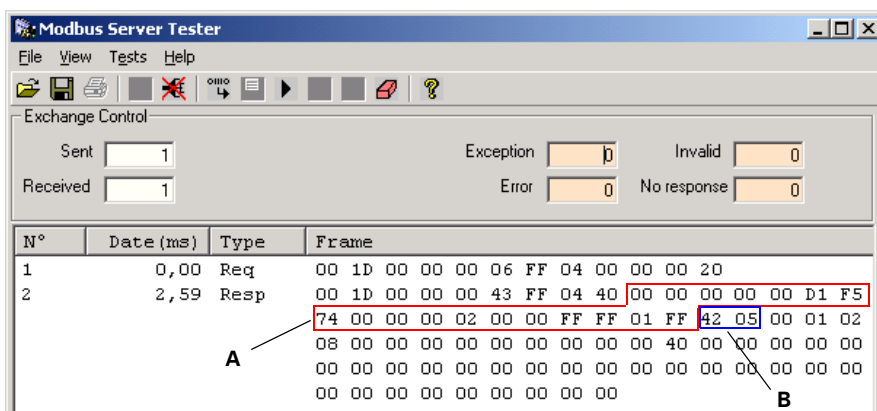 Modbus Server Tester
File View Tests Help
Exchange Control
Sent 1 Exception 0 Invalid 0
Received 1 Error 0 No response 0
N° Date(ms) Type Frame
1 0,00 Req 00 1D 00 00 00 06 FF 04 00 00 00 20
2 2,59 Resp 00 1D 00 00 00 43 FF 04 40 00 00 00 00 00 D1 F5
74 00 00 00 02 00 00 FF FF 01 FF 42 05 00 01 02
08 00 00 00 00 00 00 00 00 00 40 00 00 00 00 00
00 00 00 00 00 00 00 00 00 00 00 00 00 00 00 00
00 00 00 00 00 00 00 00 00
A
B